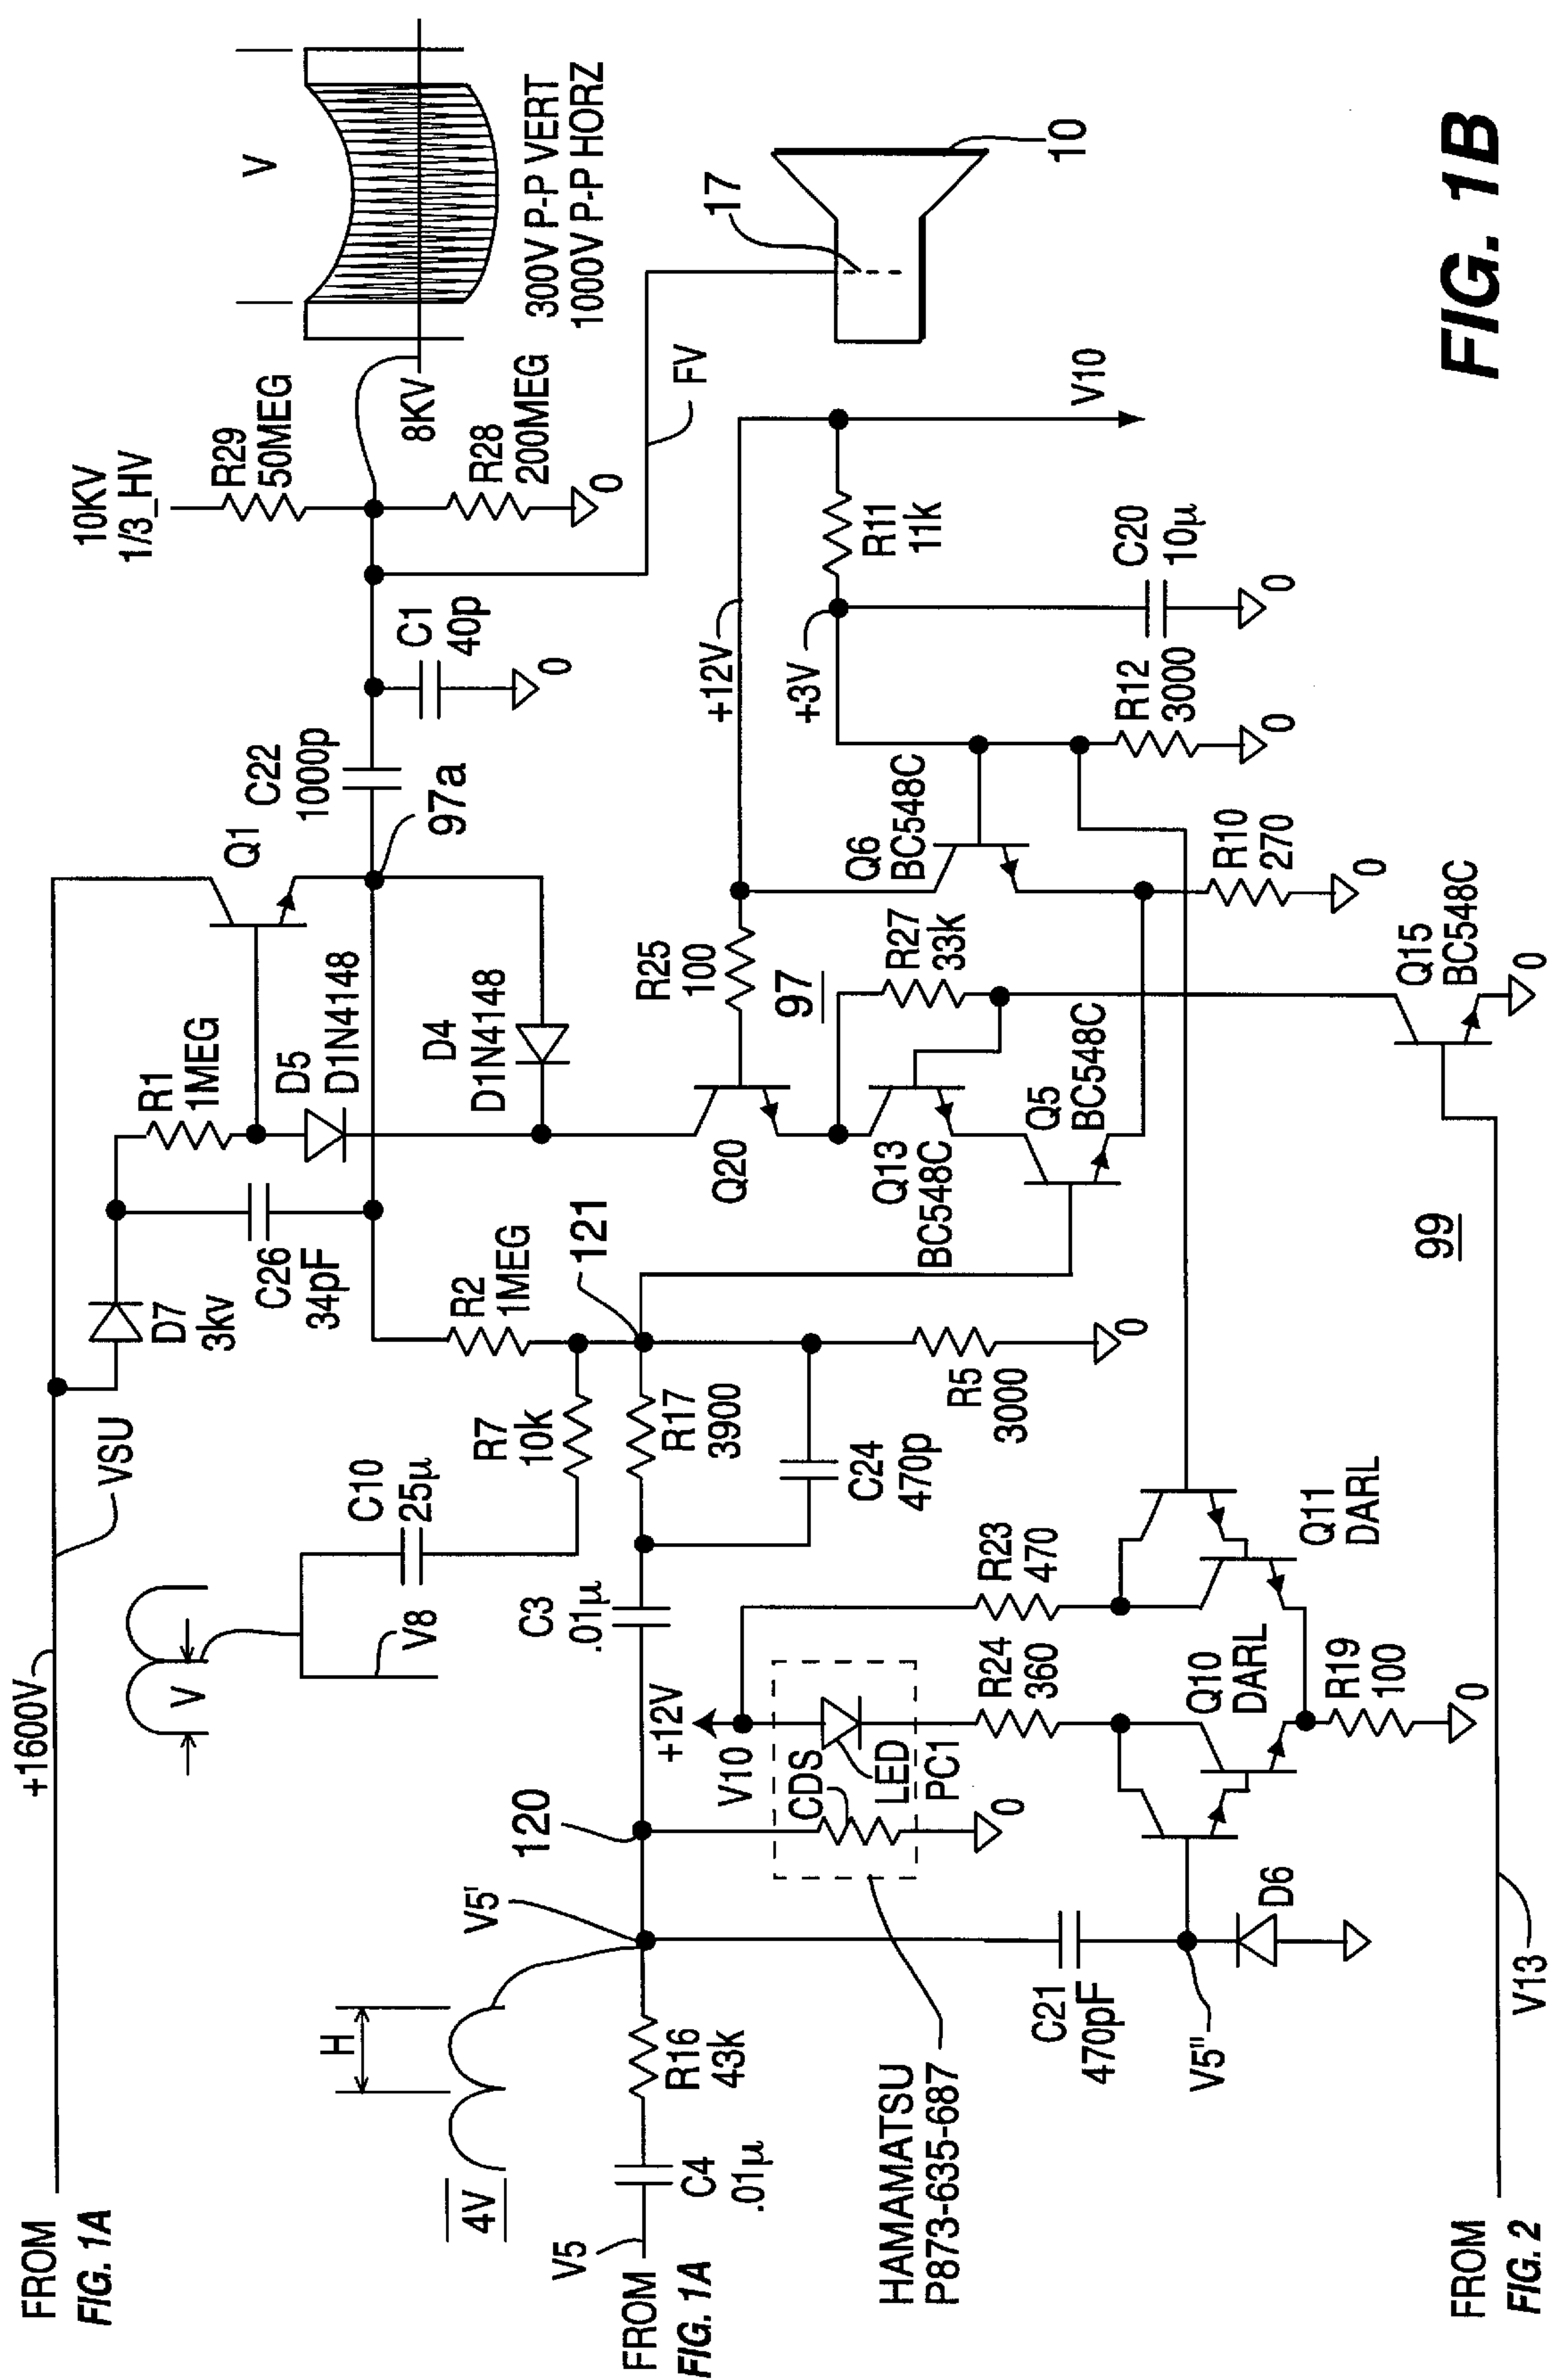 FROM
FIG. 1A
+1600V
VSU
D7
3kv
C26
34pF
R1
1MEG
D5
D1N4148
Q1
C22
1000p
97a
C1
40p
0
10KV
1/3_HV
R29
50MEG
8KV
R28
200MEG
0
V
300V P-P VERT
1000V P-P HORZ
FV
17
10
V
V8
C10
25µ
R7
10k
R2
1MEG
121
D4
D1N4148
R25
100
97
Q20
+12V
+3V
R11
11k
V10
C20
10µ
0
R12
3000
0
Q6
BC548C
R27
33k
Q13
BC548C
Q5
BC548C
R10
270
0
Q15
BC548C
0
99
H
4V
V5'
120
V5
FROM
FIG. 1A
C4
.01µ
R16
43k
C3
.01µ
R17
3900
C24
470p
R5
3000
0
+12V
V10
CDS
LED
PC1
0
HAMAMATSU
P873-635-687
R24
360
R23
470
Q11
DARL
Q10
DARL
R19
100
0
C21
470pF
V5"
D6
V13
FROM
FIG. 2
FIG. 1B